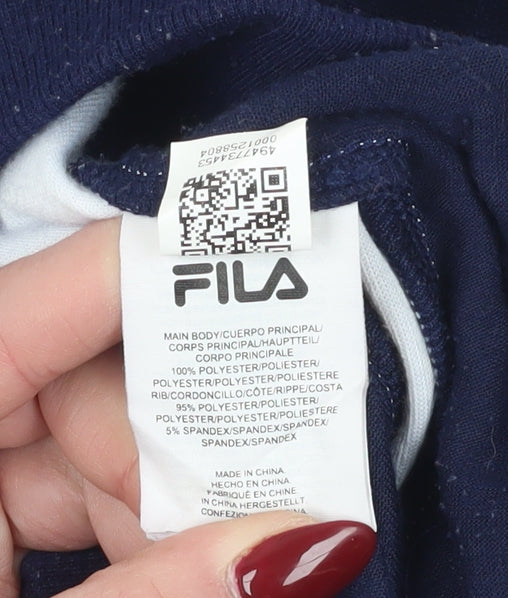 4947734453
0001258804
FILA
MAIN BODY/CUERPO PRINCIPAL/
CORPS PRINCIPAL/HAUPTTEIL/
CORPO PRINCIPALE
100% POLYESTER/POLIESTER/
POLYESTER/POLYESTER/POLIESTERE
RIB/CORDONCILLO/CÔTE/RIPPE/COSTA
95% POLYESTER/POLIESTER/
POLYESTER/POLYESTER/POLIESTERE
5% SPANDEX/SPANDEX/SPANDEX/
SPANDEX/SPANDEX
MADE IN CHINA
HECHO EN CHINA
FABRIQUÉ EN CHINE
IN CHINA HERGESTELLT